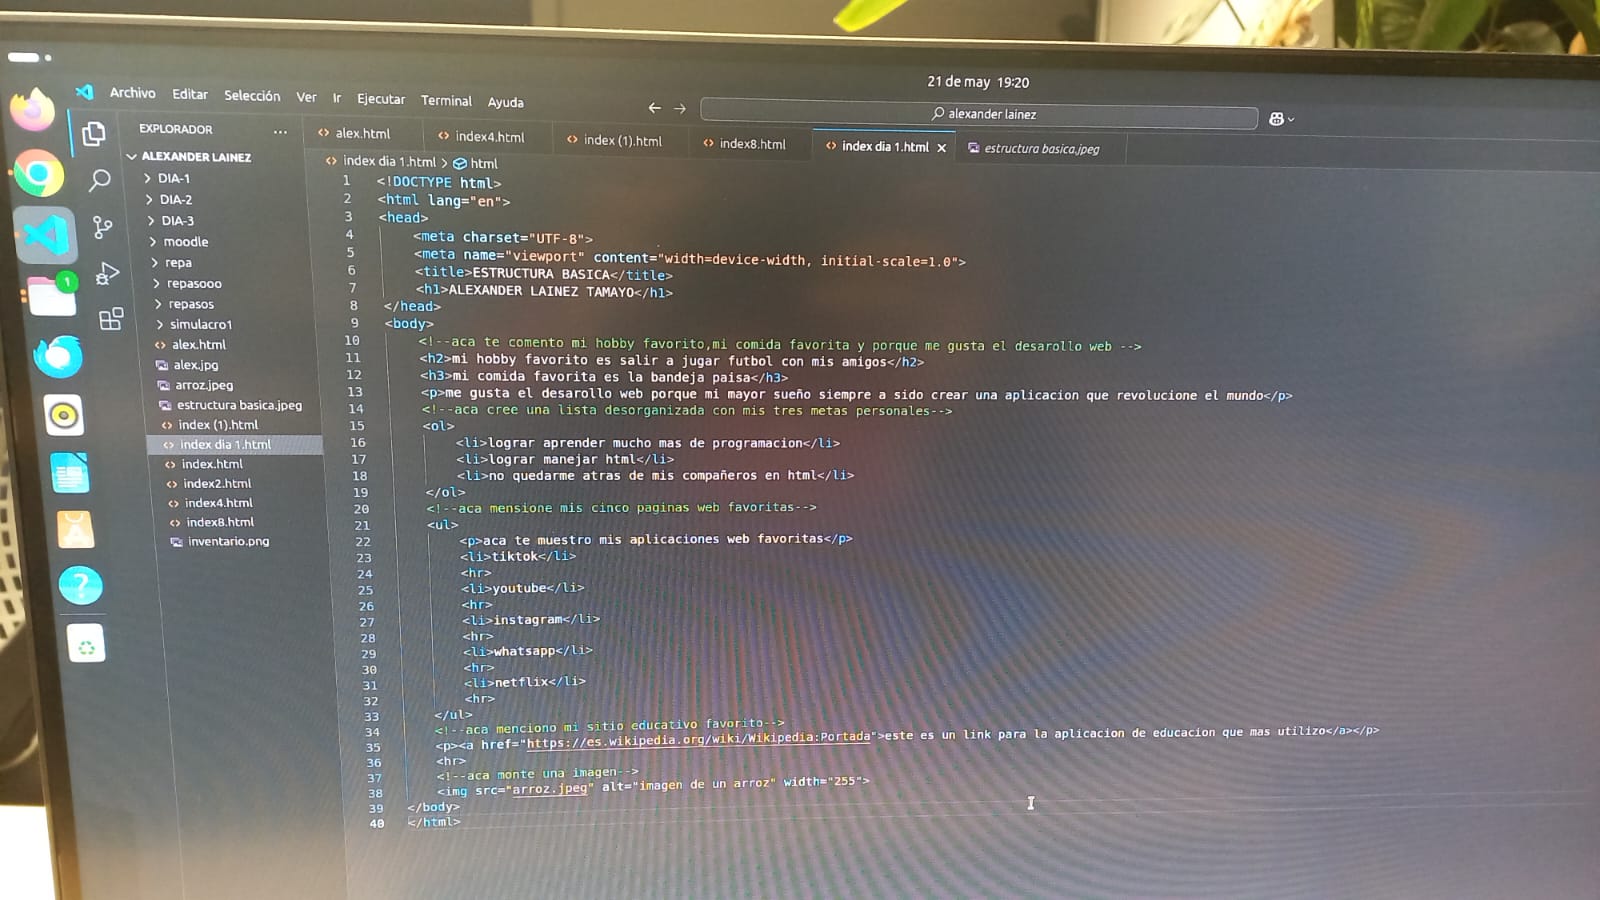 21 de may 19:20
Archivo Editar Selección Ver Ir Ejecutar Terminal Ayuda
alexander lainez
EXPLORADOR
alex.html
index4.html
index (1).html
index8.html
index dia 1.html
estructura basica.jpeg
index dia 1.html > html
ALEXANDER LAINEZ
DIA-1
DIA-2
DIA-3
moodle
repa
repasooo
repasos
simulacro1
alex.html
alex.jpg
arroz.jpeg
estructura basica.jpeg
index (1).html
index dia 1.html
index.html
index2.html
index4.html
index8.html
inventario.png
1
?
1 <!DOCTYPE html>
2 <html lang="en">
3 <head>
4 <meta charset="UTF-8">
5 <meta name="viewport" content="width=device-width, initial-scale=1.0">
6 <title>ESTRUCTURA BASICA</title>
7 <h1>ALEXANDER LAINEZ TAMAYO</h1>
8 </head>
9 <body>
10 <!--aca te comento mi hobby favorito,mi comida favorita y porque me gusta el desarollo web -->
11 <h2>mi hobby favorito es salir a jugar futbol con mis amigos</h2>
12 <h3>mi comida favorita es la bandeja paisa</h3>
13 <p>me gusta el desarollo web porque mi mayor sueño siempre a sido crear una aplicacion que revolucione el mundo</p>
14 <!--aca cree una lista desorganizada con mis tres metas personales-->
15 <ol>
16 <li>lograr aprender mucho mas de programacion</li>
17 <li>lograr manejar html</li>
18 <li>no quedarme atras de mis compañeros en html</li>
19 </ol>
20 <!--aca mensione mis cinco paginas web favoritas-->
21 <ul>
22 <p>aca te muestro mis aplicaciones web favoritas</p>
23 <li>tiktok</li>
24 <hr>
25 <li>youtube</li>
26 <hr>
27 <li>instagram</li>
28 <hr>
29 <li>whatsapp</li>
30 <hr>
31 <li>netflix</li>
32 <hr>
33 </ul>
34 <!--aca menciono mi sitio educativo favorito-->
35 <p><a href="https://es.wikipedia.org/wiki/Wikipedia:Portada">este es un link para la aplicacion de educacion que mas utilizo</a></p>
36 <hr>
37 <!--aca monte una imagen-->
38 <img src="arroz.jpeg" alt="imagen de un arroz" width="255">
39 </body>
40 </html>